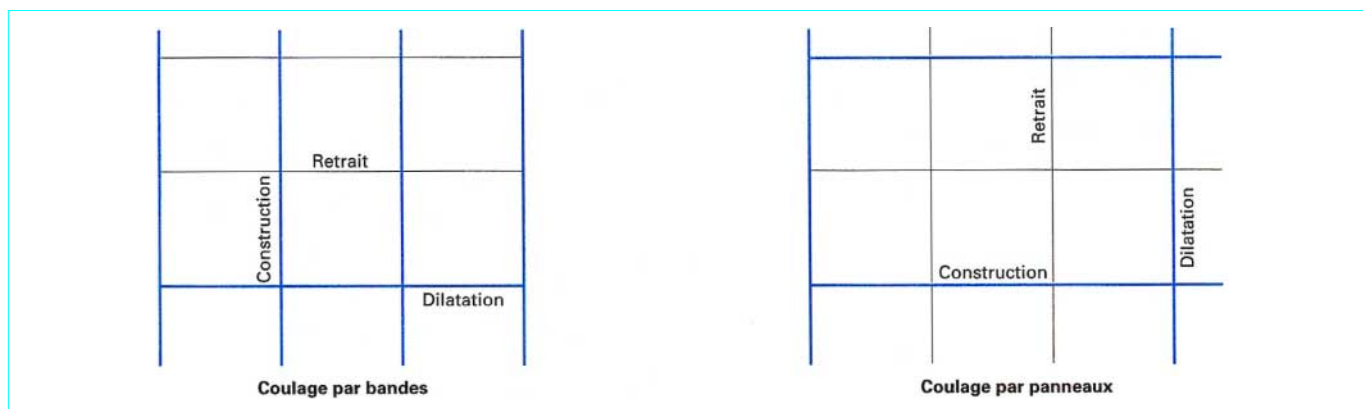 Retrait
Construction
Dilatation
Coulage par bandes
Retrait
Dilatation
Construction
Coulage par panneaux